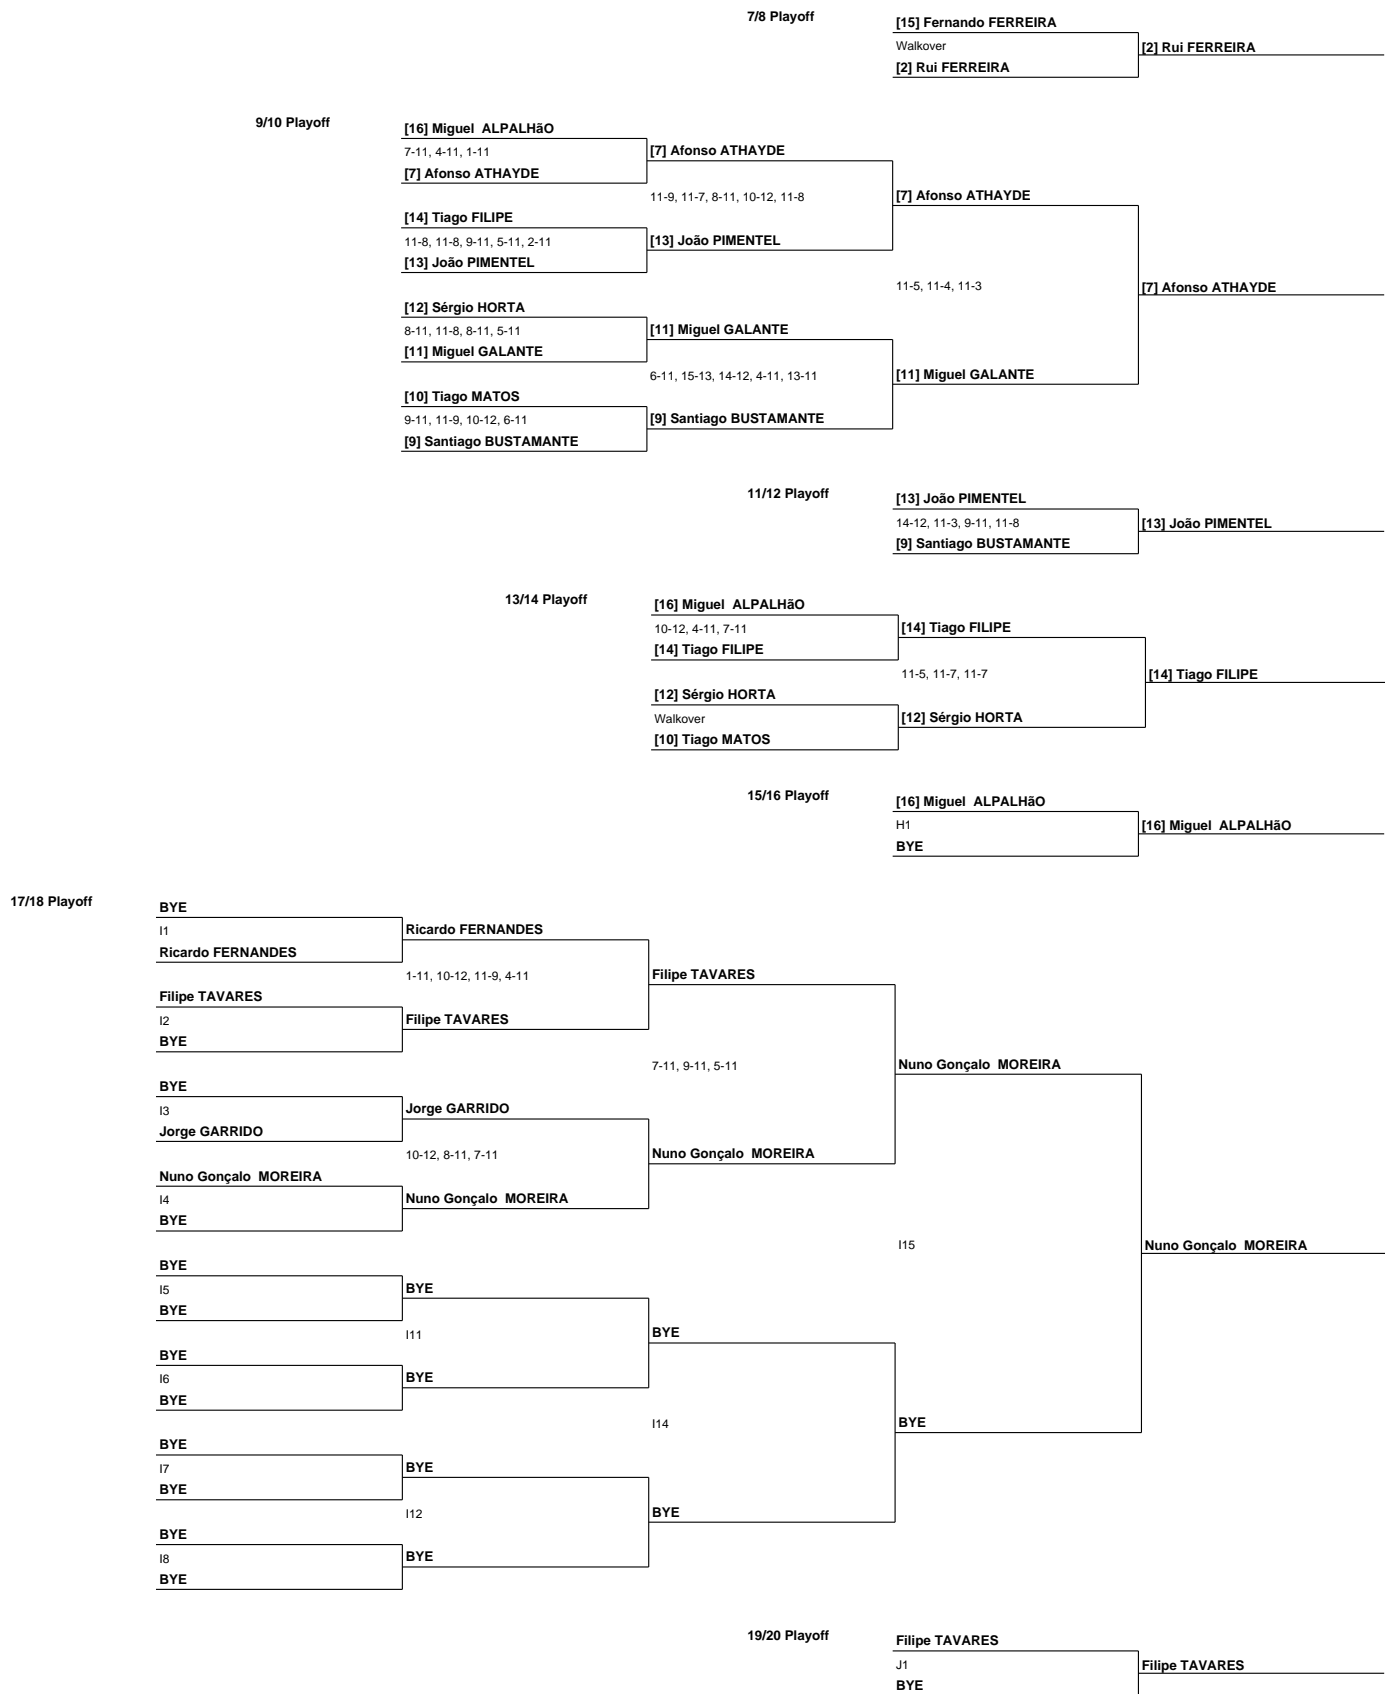 7/8 Playoff
[15] Fernando FERREIRA
Walkover
[2] Rui FERREIRA
[2] Rui FERREIRA
9/10 Playoff
[16] Miguel  ALPALHãO
7-11, 4-11, 1-11
[7] Afonso ATHAYDE
[7] Afonso ATHAYDE
11-9, 11-7, 8-11, 10-12, 11-8
[7] Afonso ATHAYDE
[14] Tiago FILIPE
11-8, 11-8, 9-11, 5-11, 2-11
[13] João PIMENTEL
[13] João PIMENTEL
11-5, 11-4, 11-3
[7] Afonso ATHAYDE
[12] Sérgio HORTA
8-11, 11-8, 8-11, 5-11
[11] Miguel GALANTE
[11] Miguel GALANTE
6-11, 15-13, 14-12, 4-11, 13-11
[11] Miguel GALANTE
[10] Tiago MATOS
9-11, 11-9, 10-12, 6-11
[9] Santiago BUSTAMANTE
[9] Santiago BUSTAMANTE
11/12 Playoff
[13] João PIMENTEL
14-12, 11-3, 9-11, 11-8
[13] João PIMENTEL
[9] Santiago BUSTAMANTE
13/14 Playoff
[16] Miguel  ALPALHãO
10-12, 4-11, 7-11
[14] Tiago FILIPE
[14] Tiago FILIPE
11-5, 11-7, 11-7
[14] Tiago FILIPE
[12] Sérgio HORTA
Walkover
[12] Sérgio HORTA
[10] Tiago MATOS
15/16 Playoff
[16] Miguel  ALPALHãO
H1
[16] Miguel  ALPALHãO
BYE
17/18 Playoff
BYE
I1
Ricardo FERNANDES
Ricardo FERNANDES
1-11, 10-12, 11-9, 4-11
Filipe TAVARES
Filipe TAVARES
I2
Filipe TAVARES
BYE
7-11, 9-11, 5-11
Nuno Gonçalo  MOREIRA
BYE
I3
Jorge GARRIDO
Jorge GARRIDO
10-12, 8-11, 7-11
Nuno Gonçalo  MOREIRA
Nuno Gonçalo  MOREIRA
I4
Nuno Gonçalo  MOREIRA
BYE
I15
Nuno Gonçalo  MOREIRA
BYE
I5
BYE
BYE
I11
BYE
BYE
I6
BYE
BYE
I14
BYE
BYE
I7
BYE
BYE
I12
BYE
BYE
I8
BYE
BYE
19/20 Playoff
Filipe TAVARES
J1
Filipe TAVARES
BYE